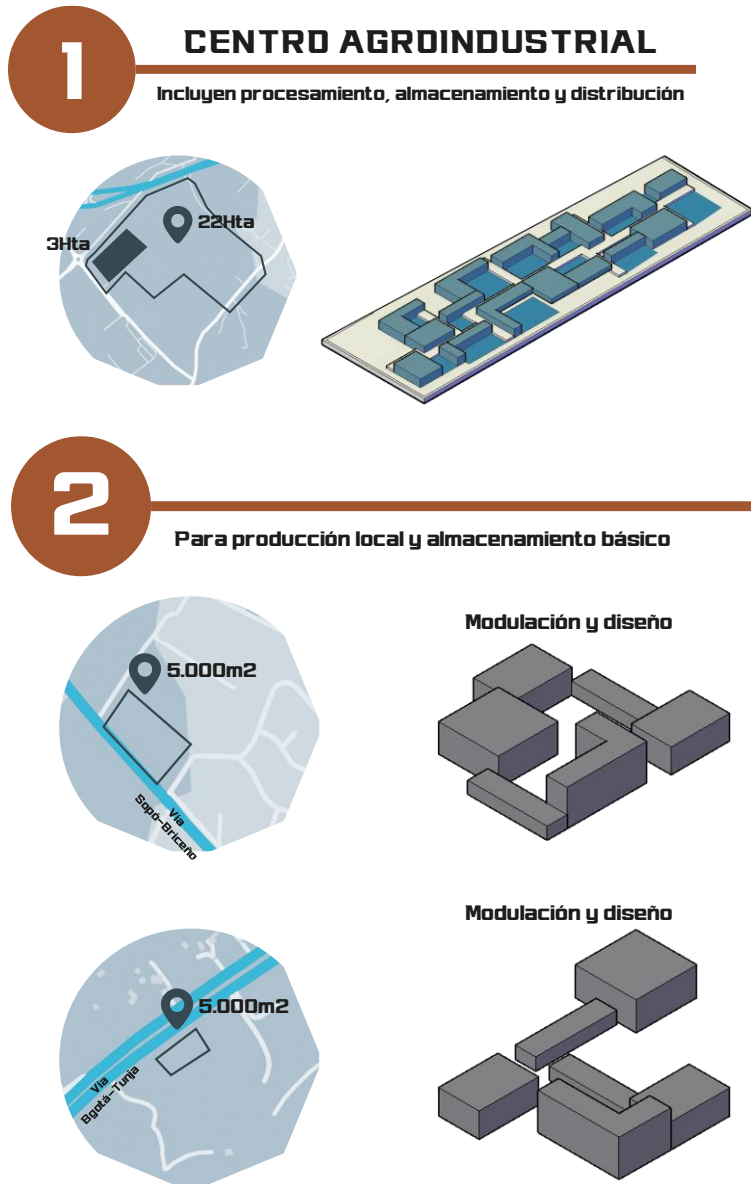 1
CENTRO AGROINDUSTRIAL
Incluyen procesamiento, almacenamiento y distribución
22Hta
3Hta
2
Para producción local y almacenamiento básico
Modulación y diseño
5.000m2
Vía
Sopó-Briceño
Modulación y diseño
5.000m2
Vía
Bgotá-Tunja